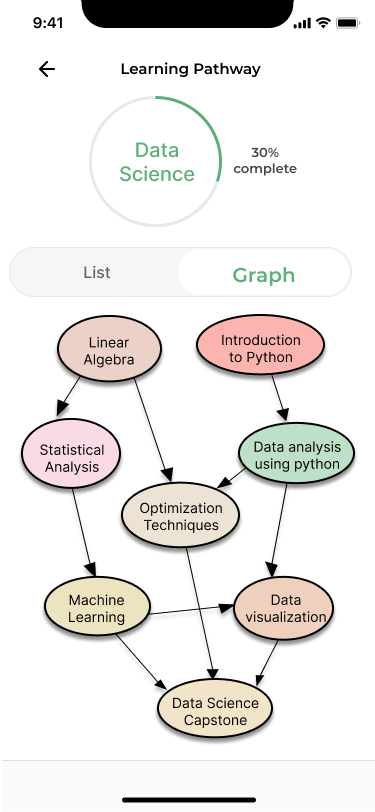 9:41
Learning Pathway
Data
Science
30%
complete
List
Graph
Linear
Algebra
Introduction
to Python
Statistical
Analysis
Data analysis
using python
Optimization
Techniques
Machine
Learning
Data
visualization
Data Science
Capstone